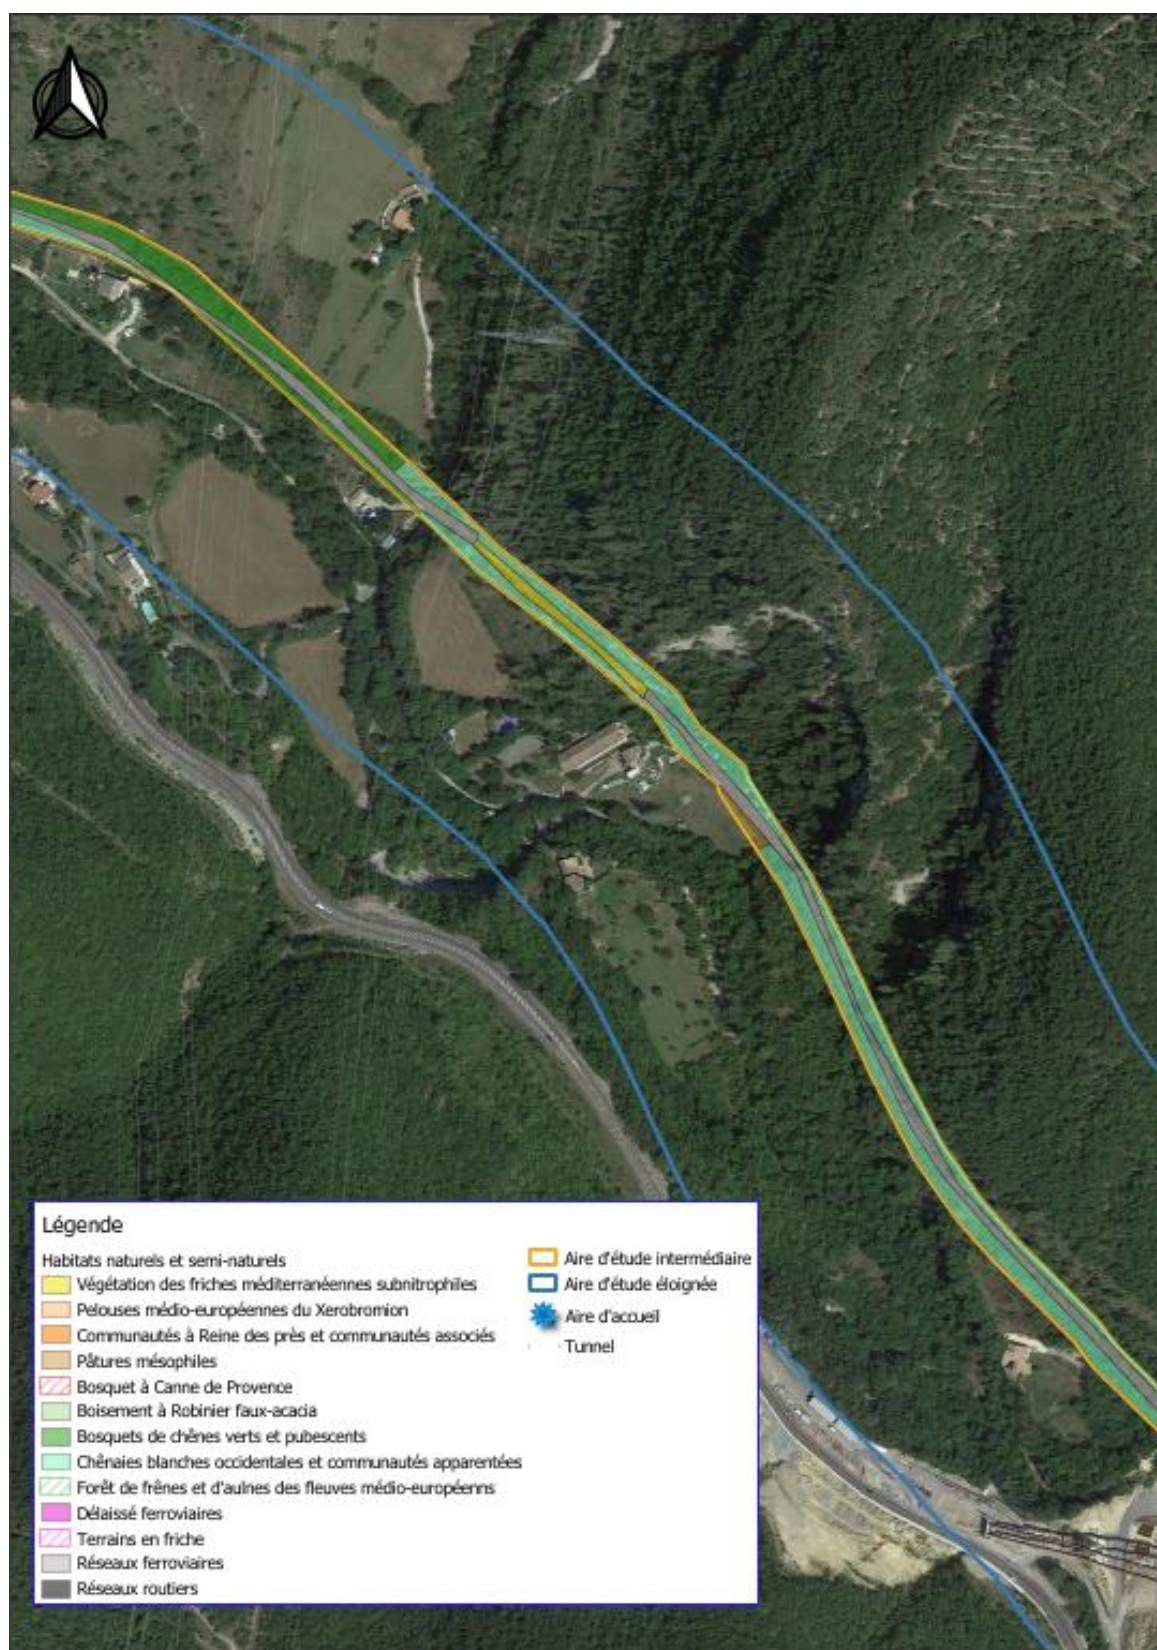 Légende
Habitats naturels et semi-naturels
Végétation des friches méditerranéennes subnitrophiles
Pelouses médio-européennes du Xerobromion
Communautés à Reine des près et communautés associés
Pâtures mésophiles
Bosquet à Canne de Provence
Boisement à Robinier faux-acacia
Bosquets de chênes verts et pubescents
Chênaies blanches occidentales et communautés apparentées
Forêt de frênes et d'aulnes des fleuves médio-européenns
Délaissé ferroviaires
Terrains en friche
Réseaux ferroviaires
Réseaux routiers
Aire d'étude intermédiaire
Aire d'étude éloignée
Aire d'accueil
Tunnel